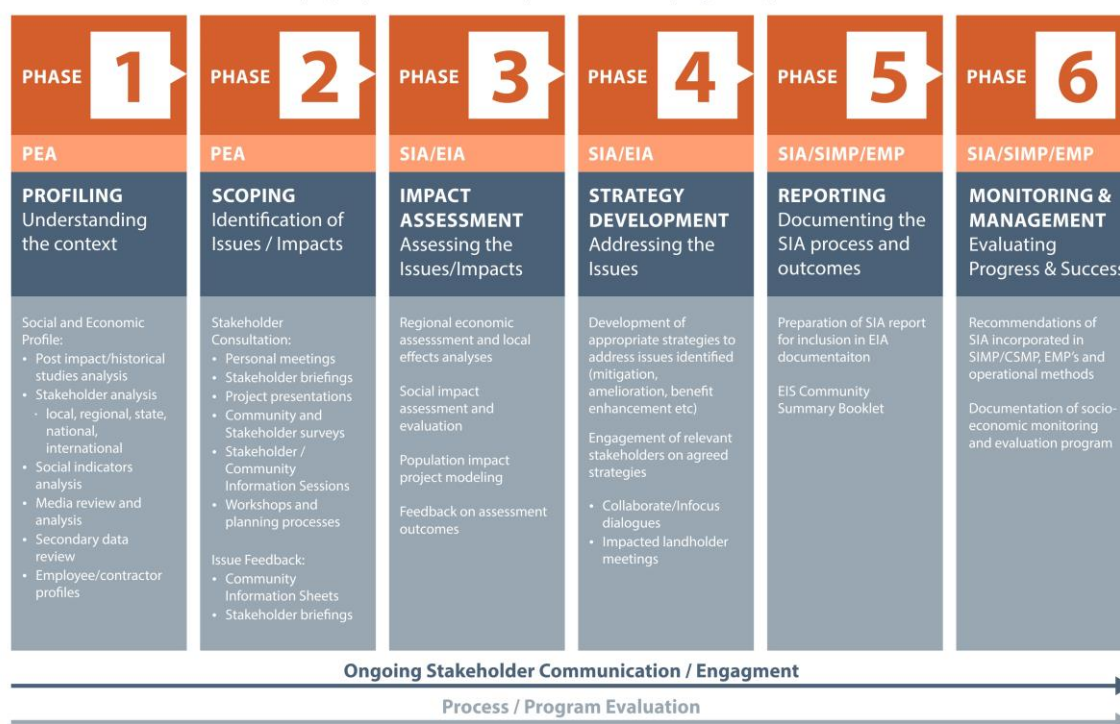 PHASE 1
PEA
PROFILING
Understanding
the context
Social and Economic
Profile:
• Post impact/historical
studies analysis
• Stakeholder analysis
· local, regional, state,
national,
international
• Social indicators
analysis
• Media review and
analysis
• Secondary data
review
• Employee/contractor
profiles
PHASE 2
PEA
SCOPING
Identification of
Issues / Impacts
Stakeholder
Consultation:
• Personal meetings
• Stakeholder briefings
• Project presentations
• Community and
Stakeholder surveys
• Stakeholder /
Community
Information Sessions
• Workshops and
planning processes
Issue Feedback:
• Community
Information Sheets
• Stakeholder briefings
PHASE 3
SIA/EIA
IMPACT
ASSESSMENT
Assessing the
Issues/Impacts
Regional economic
assesssment and local
effects analyses
Social impact
assessment and
evaluation
Population impact
project modeling
Feedback on assessment
outcomes
PHASE 4
SIA/EIA
STRATEGY
DEVELOPMENT
Addressing the
Issues
Development of
appropriate strategies to
address issues identified
(mitigation,
amelioration, benefit
enhancement etc)
Engagement of relevant
stakeholders on agreed
strategies
• Collaborate/Infocus
dialogues
• Impacted landholder
meetings
PHASE 5
SIA/SIMP/EMP
REPORTING
Documenting the
SIA process and
outcomes
Preparation of SIA report
for inclusion in EIA
documentaiton
EIS Community
Summary Booklet
PHASE 6
SIA/SIMP/EMP
MONITORING &
MANAGEMENT
Evaluating
Progress & Success
Recommendations of
SIA incorporated in
SIMP/CSMP, EMP's and
operational methods
Documentation of socio-
economic monitoring
and evaluation program
Ongoing Stakeholder Communication / Engagment
Process / Program Evaluation